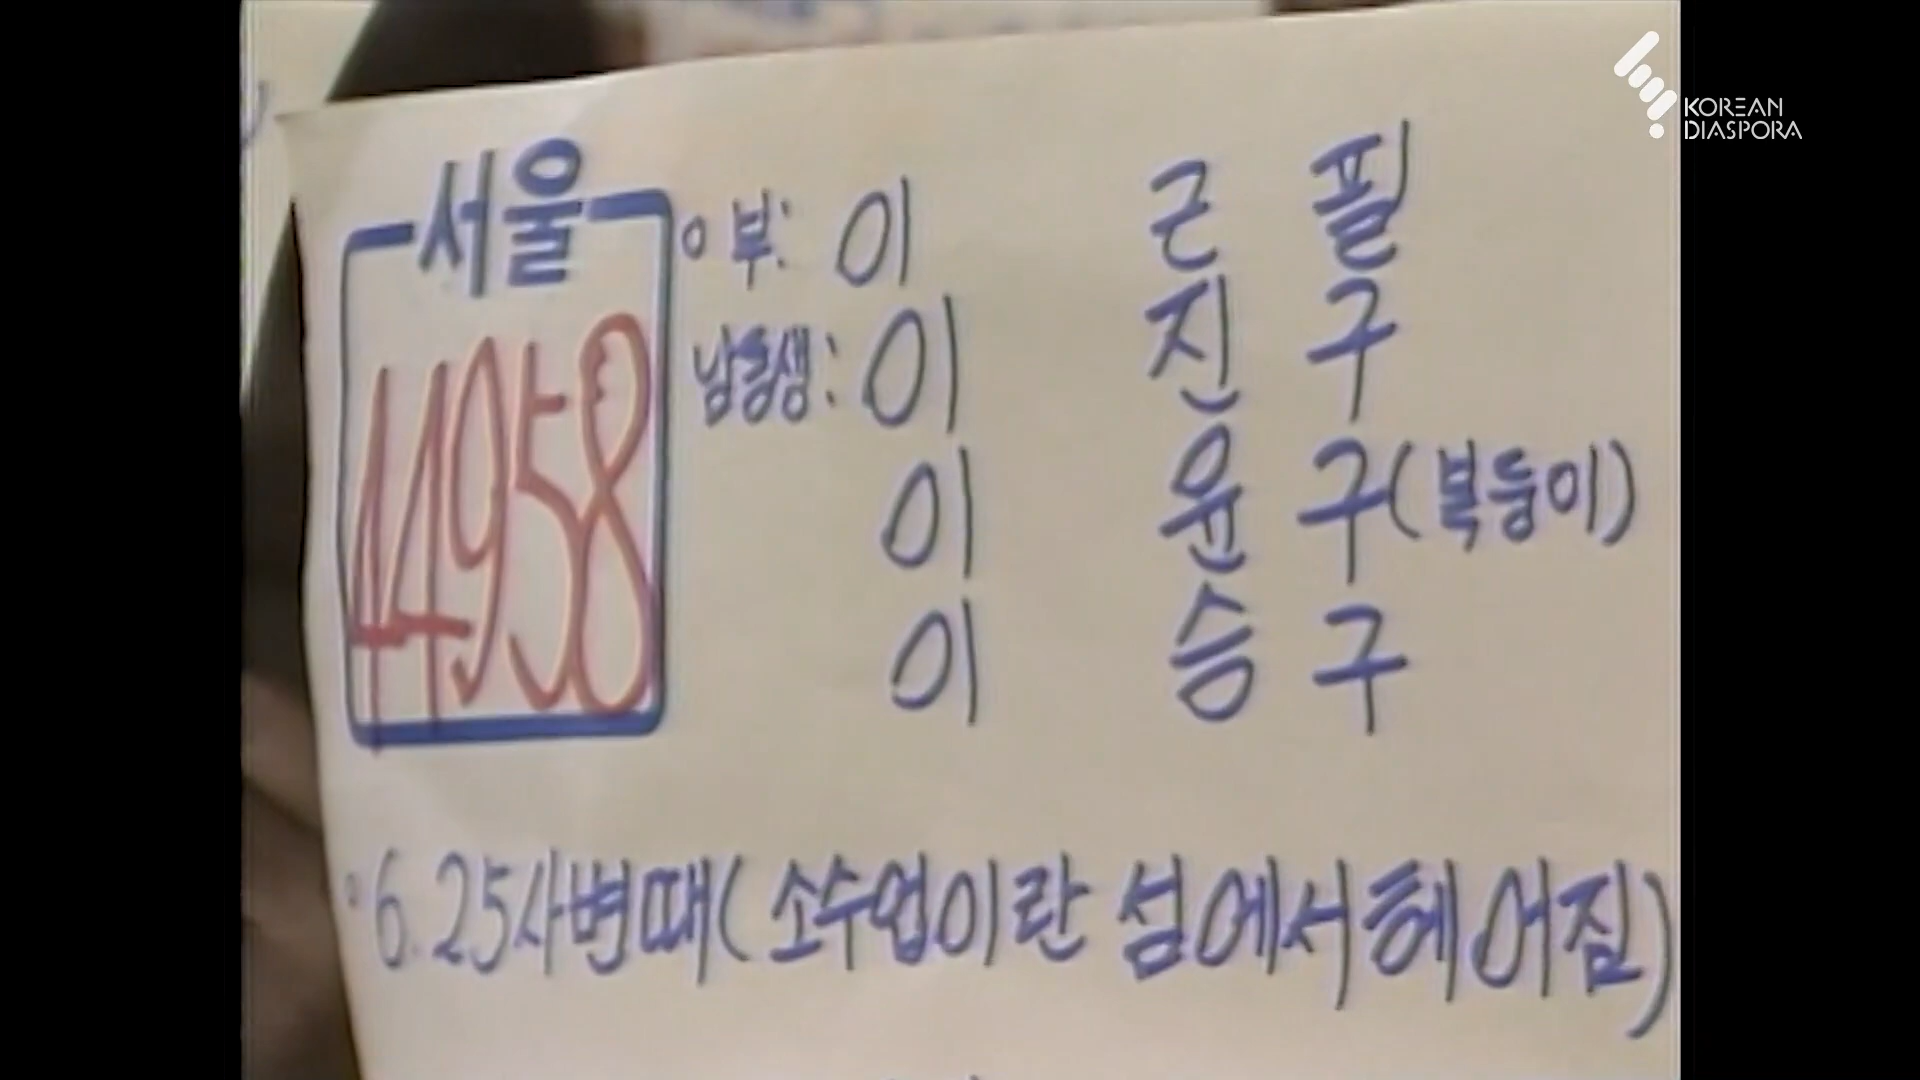 KOREAN
DIASPORA
서울
14958
○부: 이 근 필
남동생: 이 진 구
이 윤 구(복둥이)
이 승 구
○6.25사변때(소수업이란 섬에서 헤어짐)